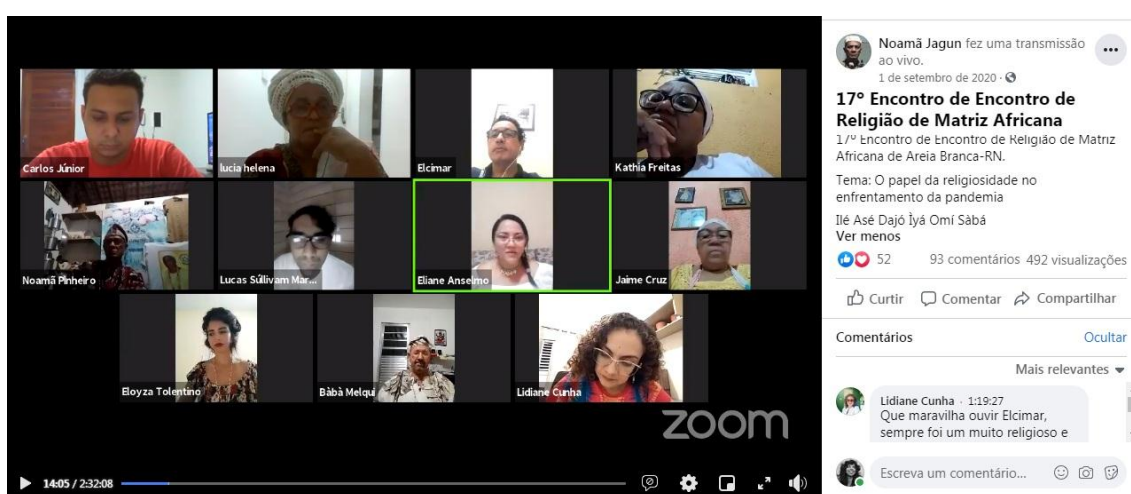 Carlos Júnior
lucia helena
Elcimar
Kathia Freitas
Noamã Pinheiro
Lucas Súllivam Mar...
Eliane Anselmo
Jaime Cruz
Eloyza Tolentino
Bàbà Melqui
Lidiane Cunha
zoom
14:05 / 2:32:08
Noamã Jagun fez uma transmissão
ao vivo.
1 de setembro de 2020 ·
17º Encontro de Encontro de
Religião de Matriz Africana
17º Encontro de Encontro de Religião de Matriz
Africana de Areia Branca-RN.
Tema: O papel da religiosidade no
enfrentamento da pandemia
Ilé Asé Dajó Ìyá Omí Sàbá
Ver menos
52
93 comentários 492 visualizações
Curtir Comentar Compartilhar
Comentários Ocultar
Mais relevantes
Lidiane Cunha · 1:19:27
Que maravilha ouvir Elcimar,
sempre foi um muito religioso e
Escreva um comentário...